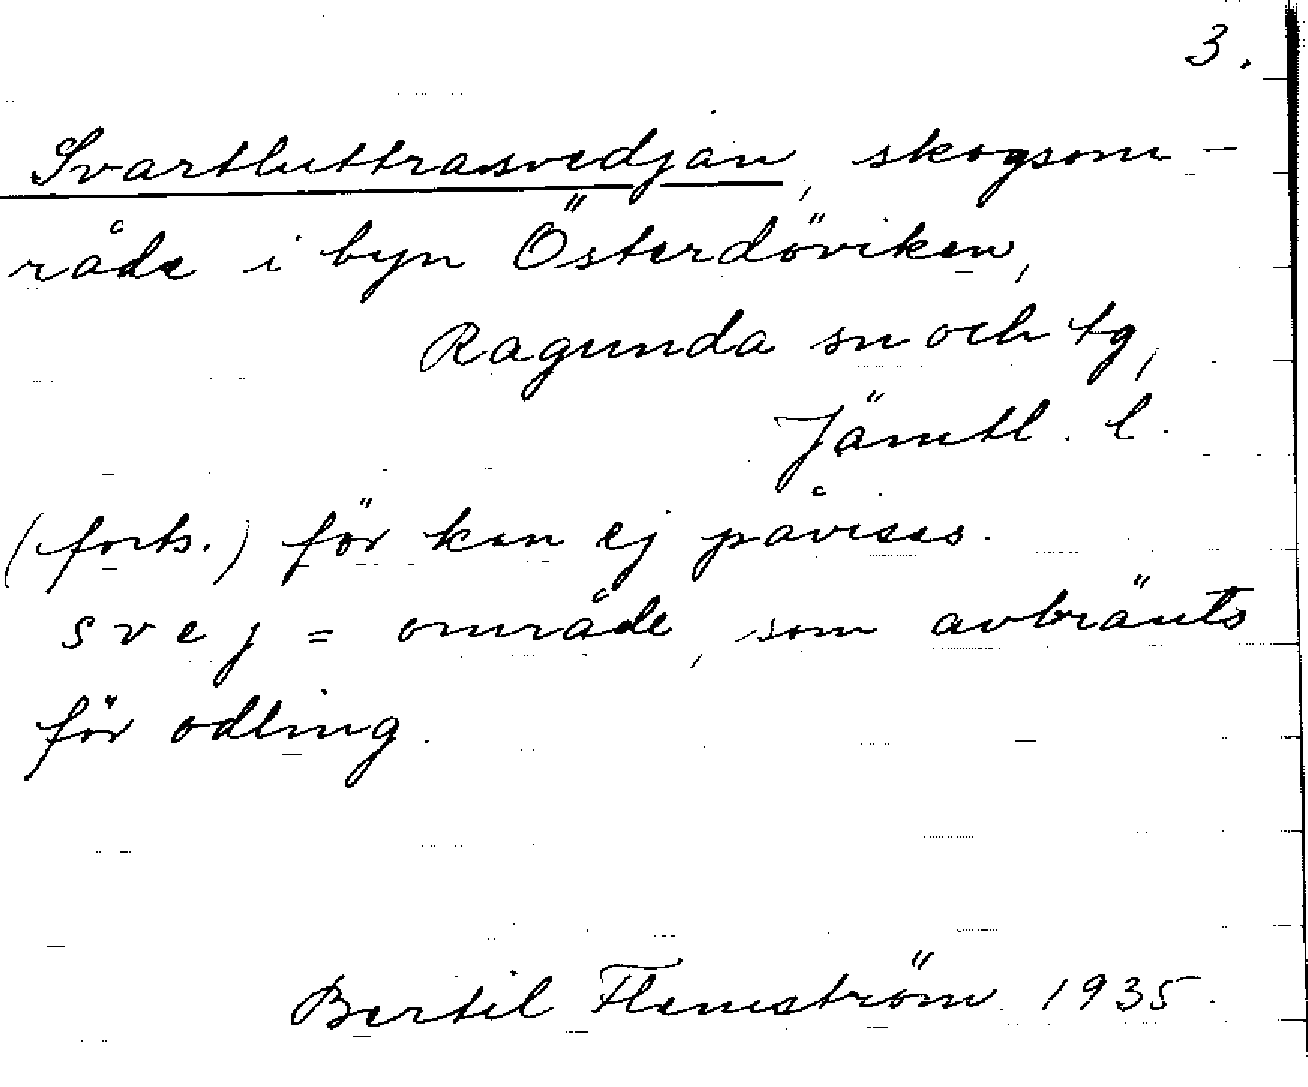 3.
Svartluttrasvedjan, skogsom-
råde i byn Österdöviken,
Ragunda sn och tg,
Jämtl. l.
(forts.) för kan ej påvises.
svej = område, som avbränts
för odling.
Bertil Flemström 1935.